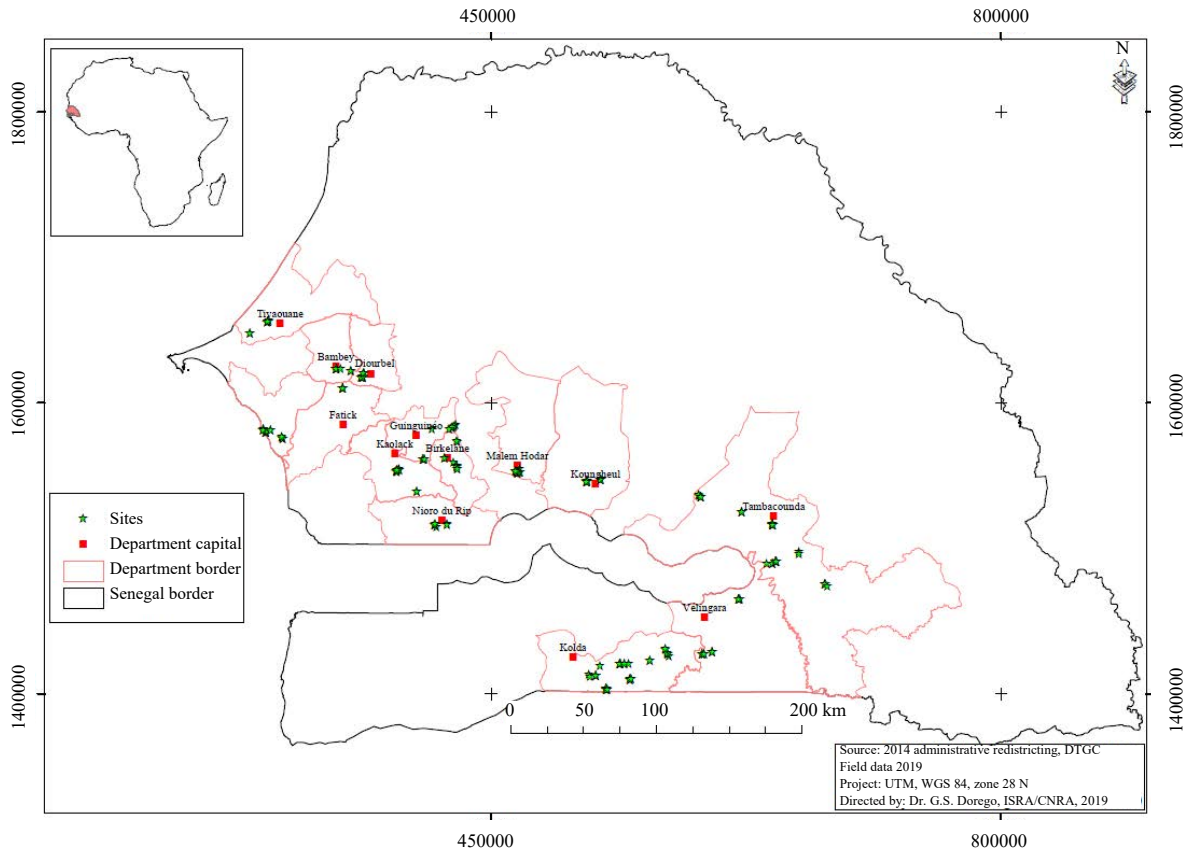 450000 800000
N
1800000 1800000
Tivaouane
Bambey
Diourbel
1600000 1600000
Fatick
Guinguinéo
Kaolack
Birkelane
Malem Hodar
Koungheul
Nioro du Rip
Tambacounda
Sites
Department capital
Department border
Senegal border
Vélingara
Kolda
1400000 1400000
0 50 100 200 km
Source: 2014 administrative redistricting, DTGC
Field data 2019
Project: UTM, WGS 84, zone 28 N
Directed by: Dr. G.S. Dorego, ISRA/CNRA, 2019
450000 800000